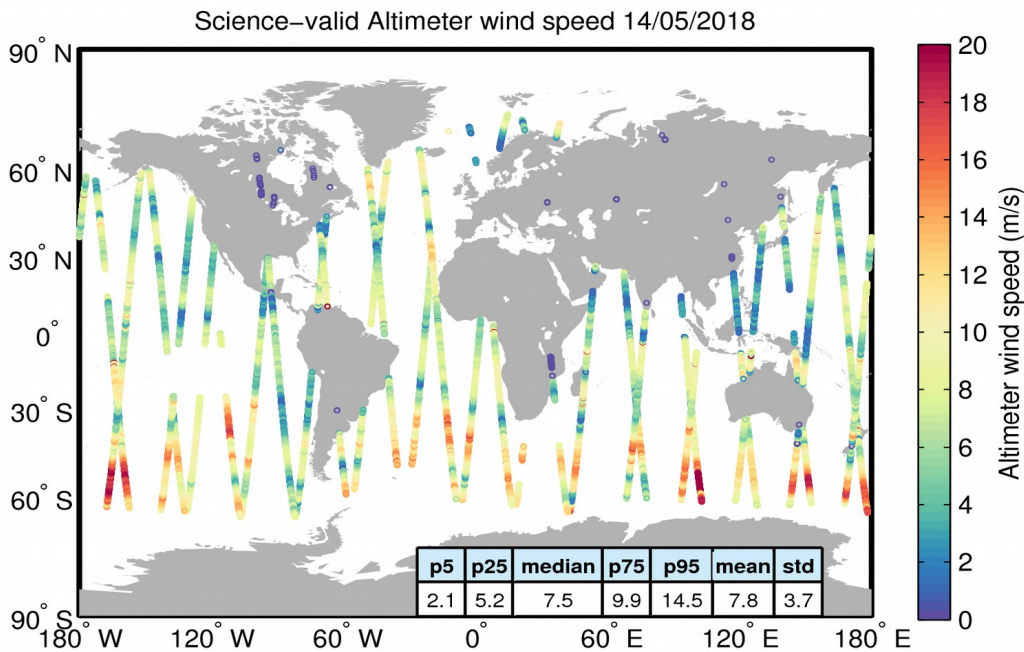 Science-valid Altimeter wind speed 14/05/2018
90° N
60° N
30° N
0°
30° S
60° S
90° S
180° W
120° W
60° W
0°
60° E
120° E
180° E
p5 p25 median p75 p95 mean std
2.1 5.2 7.5 9.9 14.5 7.8 3.7
20
18
16
14
12
10
8
6
4
2
0
Altimeter wind speed (m/s)